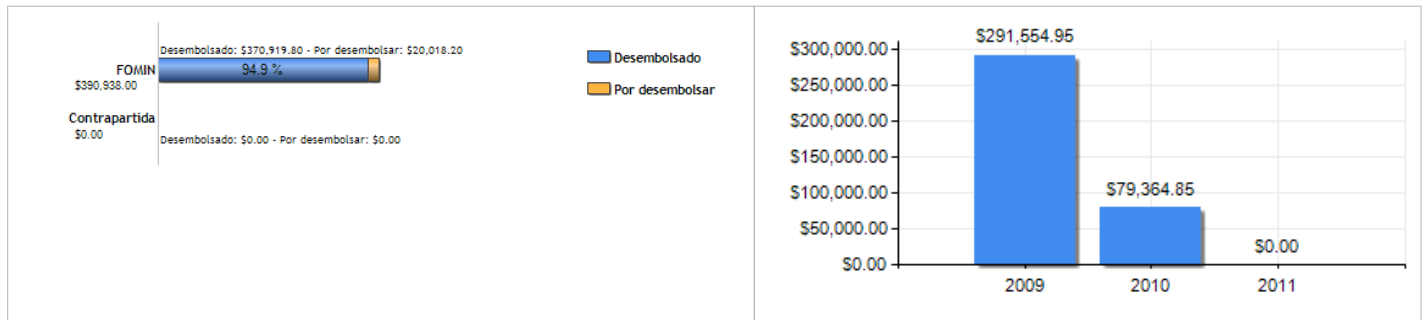 Desembolsado: $370,919.80 - Por desembolsar: $20,018.20
FOMIN
94.9 %
$390,938.00
Contrapartida
$0.00
Desembolsado: $0.00 - Por desembolsar: $0.00
Desembolsado
Por desembolsar
$291,554.95
$300,000.00
$250,000.00
$200,000.00
$150,000.00
$100,000.00
$79,364.85
$50,000.00
$0.00
$0.00
2009 2010 2011